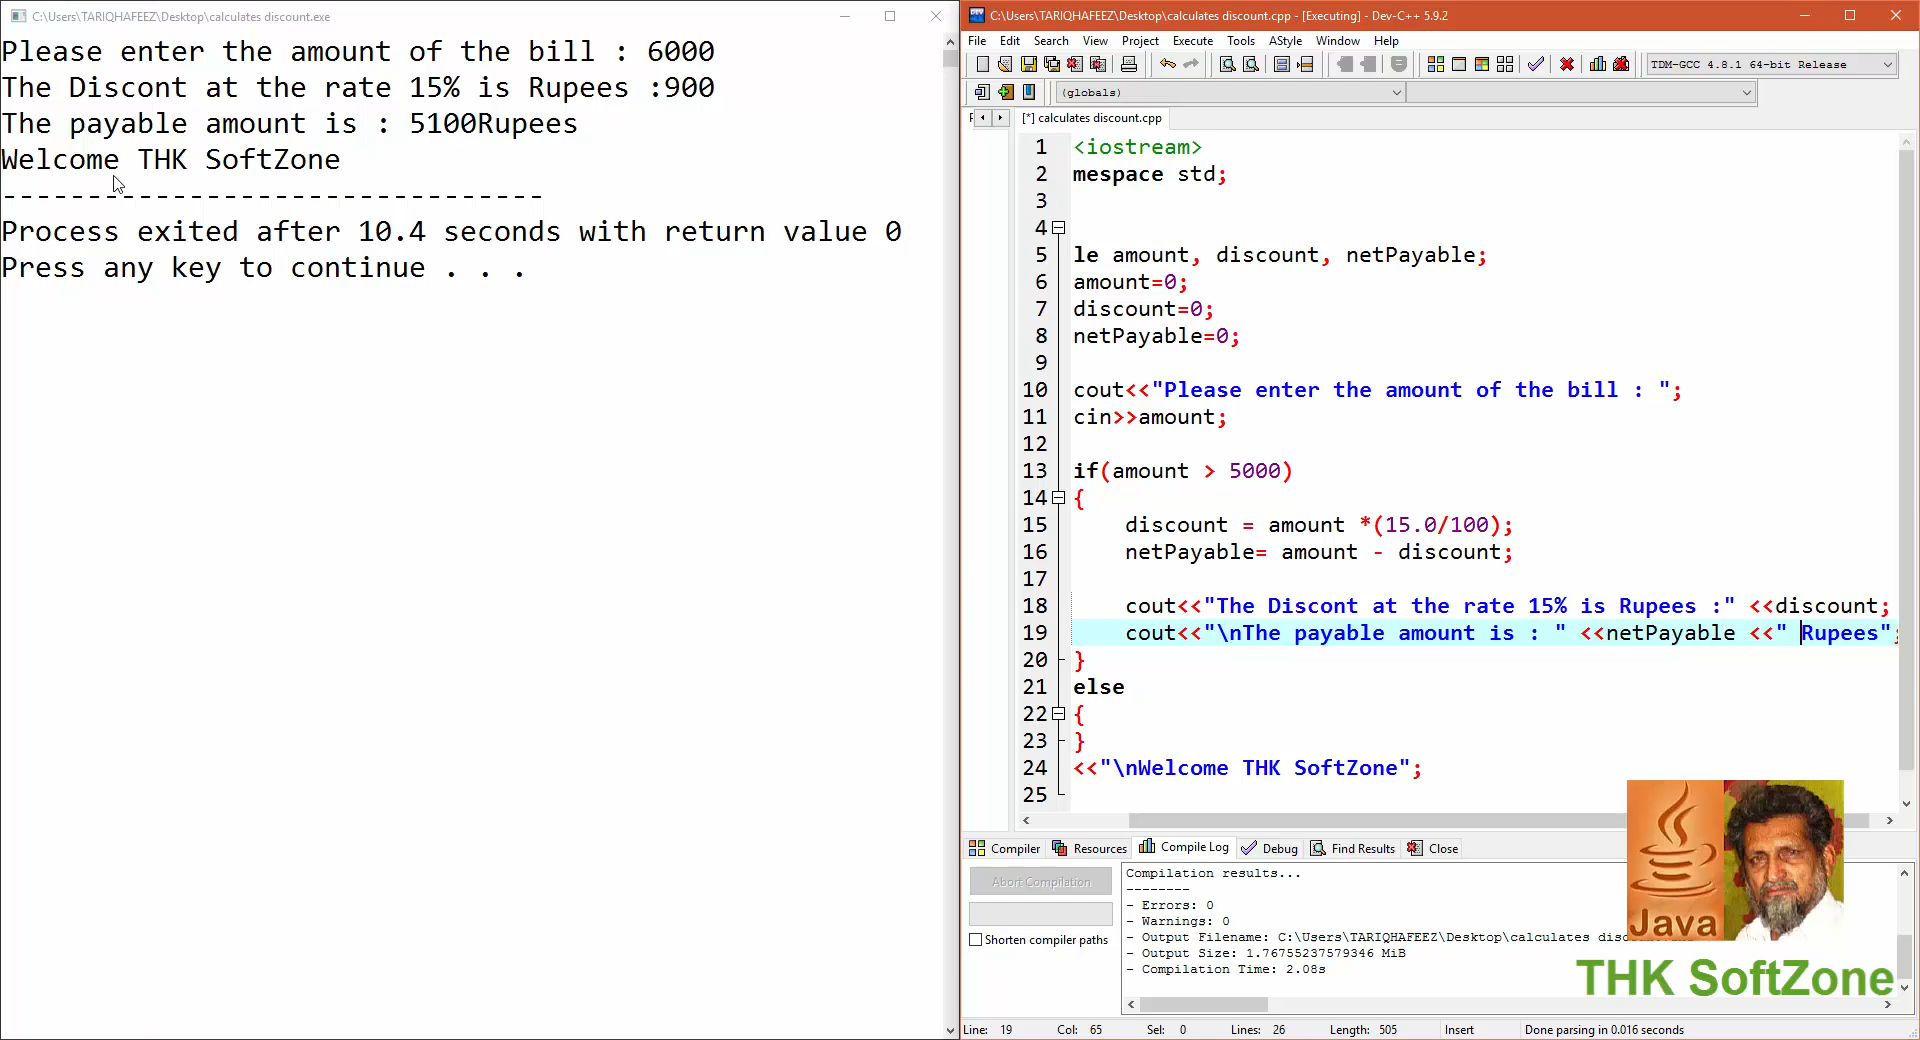 C:\Users\TARIQHAFEEZ\Desktop\calculates discount.exe
Please enter the amount of the bill : 6000
The Discont at the rate 15% is Rupees :900
The payable amount is : 5100Rupees
Welcome THK SoftZone
--------------------------------
Process exited after 10.4 seconds with return value 0
Press any key to continue . . .
C:\Users\TARIQHAFEEZ\Desktop\calculates discount.cpp - [Executing] - Dev-C++ 5.9.2
File Edit Search View Project Execute Tools AStyle Window Help
TDM-GCC 4.8.1 64-bit Release
(globals)
[*] calculates discount.cpp
1 <iostream>
2 mespace std;
3
4
5 le amount, discount, netPayable;
6 amount=0;
7 discount=0;
8 netPayable=0;
9
10 cout<<"Please enter the amount of the bill : ";
11 cin>>amount;
12
13 if(amount > 5000)
14 {
15 discount = amount *(15.0/100);
16 netPayable= amount - discount;
17
18 cout<<"The Discont at the rate 15% is Rupees :" <<discount;
19 cout<<"\nThe payable amount is : " <<netPayable <<" Rupees";
20 }
21 else
22 {
23 }
24 <<"\nWelcome THK SoftZone";
25
Compiler Resources Compile Log Debug Find Results Close
Abort Compilation
Shorten compiler paths
Compilation results...
--------
- Errors: 0
- Warnings: 0
- Output Filename: C:\Users\TARIQHAFEEZ\Desktop\calculates
- Output Size: 1.76755237579346 MiB
- Compilation Time: 2.08s
Java
THK SoftZone
Line: 19 Col: 65 Sel: 0 Lines: 26 Length: 505 Insert Done parsing in 0.016 seconds